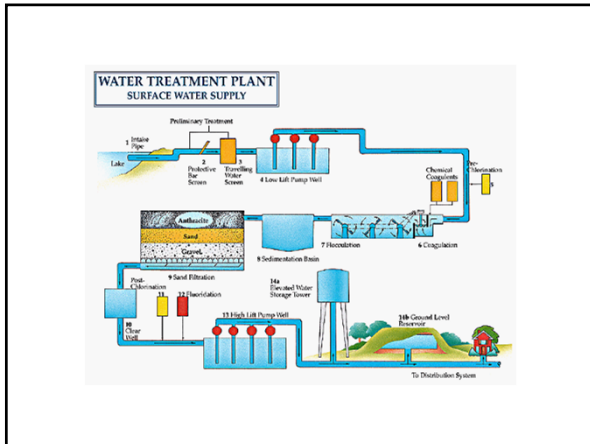 WATER TREATMENT PLANT
SURFACE WATER SUPPLY
Preliminary Treatment
1 Intake
Pipe
Lake
2
Protective
Bar
Screen
3
Travelling
Water
Screen
4 Low Lift Pump Well
Chemical
Coagulents
Pre-
Chlorination
5
Anthracite
Sand
Gravel
9 Sand Filtration
8 Sedimentation Basin
7 Flocculation
6 Coagulation
Post-
Chlorination
11
12 Fluoridation
10
Clear
Well
13 High Lift Pump Well
14a
Elevated Water
Storage Tower
14b Ground Level
Reservoir
To Distribution System